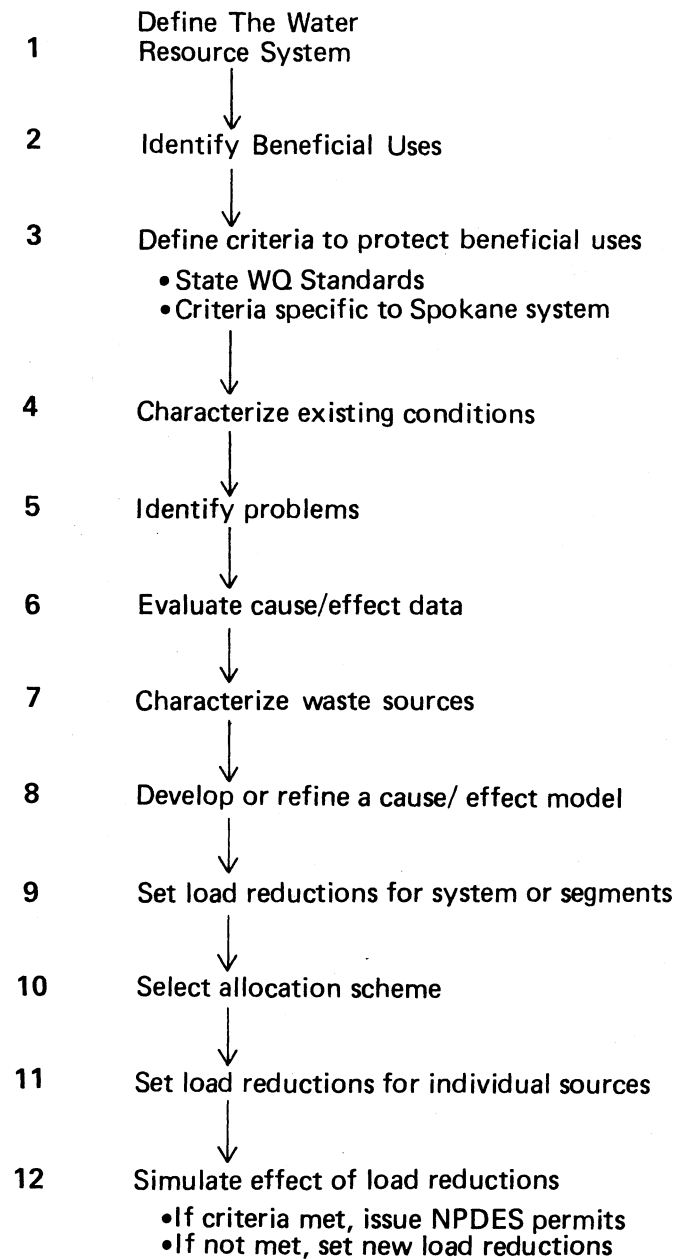 Define The Water
1 Resource System
2 Identify Beneficial Uses
3 Define criteria to protect beneficial uses
• State WQ Standards
• Criteria specific to Spokane system
4 Characterize existing conditions
5 Identify problems
6 Evaluate cause/effect data
7 Characterize waste sources
8 Develop or refine a cause/ effect model
9 Set load reductions for system or segments
10 Select allocation scheme
11 Set load reductions for individual sources
12 Simulate effect of load reductions
•If criteria met, issue NPDES permits
•If not met, set new load reductions